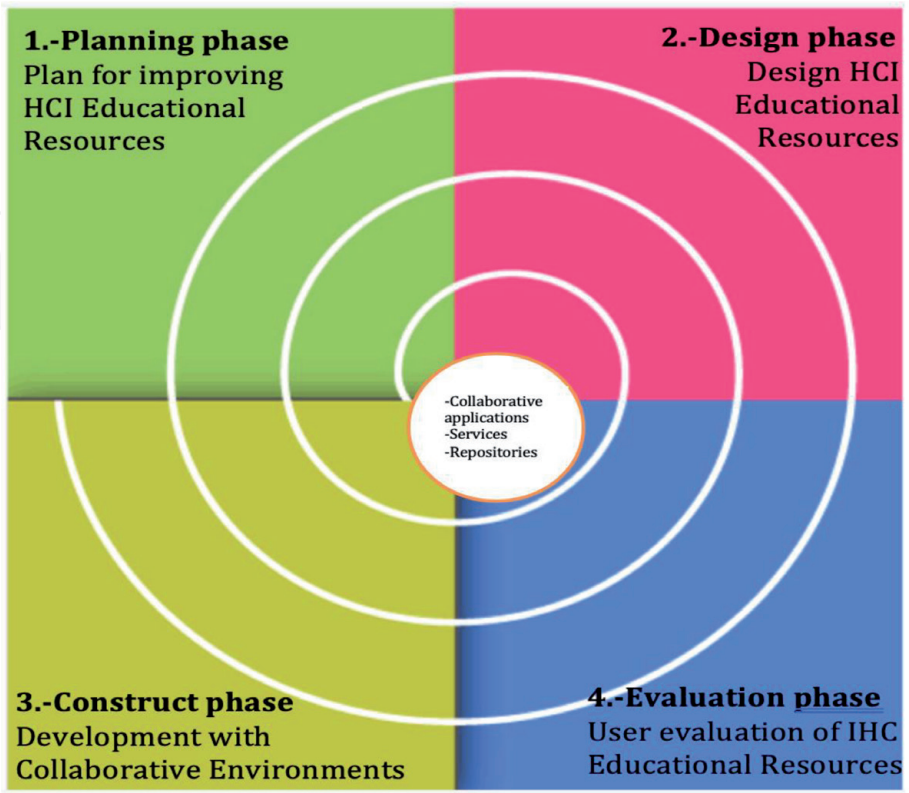 1.-Planning phase
Plan for improving
HCI Educational
Resources
2.-Design phase
Design HCI
Educational
Resources
-Collaborative
applications
-Services
-Repositories
3.-Construct phase
Development with
Collaborative Environments
4.-Evaluation phase
User evaluation of IHC
Educational Resources